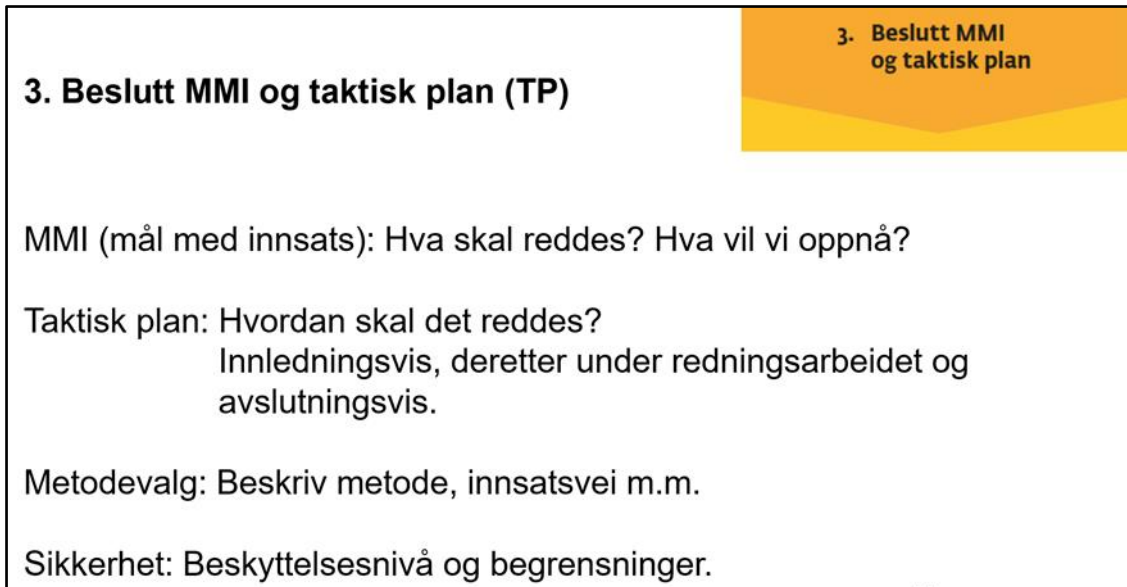 3. Beslutt MMI
og taktisk plan
3. Beslutt MMI og taktisk plan (TP)
MMI (mål med innsats): Hva skal reddes? Hva vil vi oppnå?
Taktisk plan: Hvordan skal det reddes?
Innledningsvis, deretter under redningsarbeidet og
avslutningsvis.
Metodevalg: Beskriv metode, innsatsvei m.m.
Sikkerhet: Beskyttelsesnivå og begrensninger.